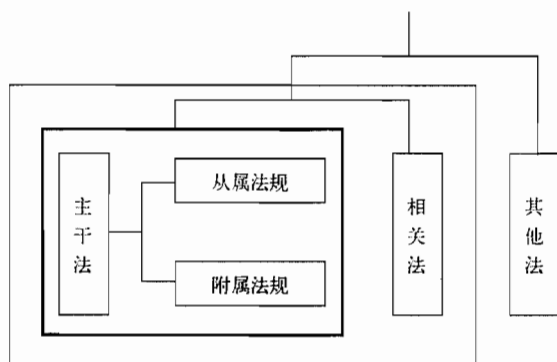 主干法
从属法规
附属法规
相关法
其他法